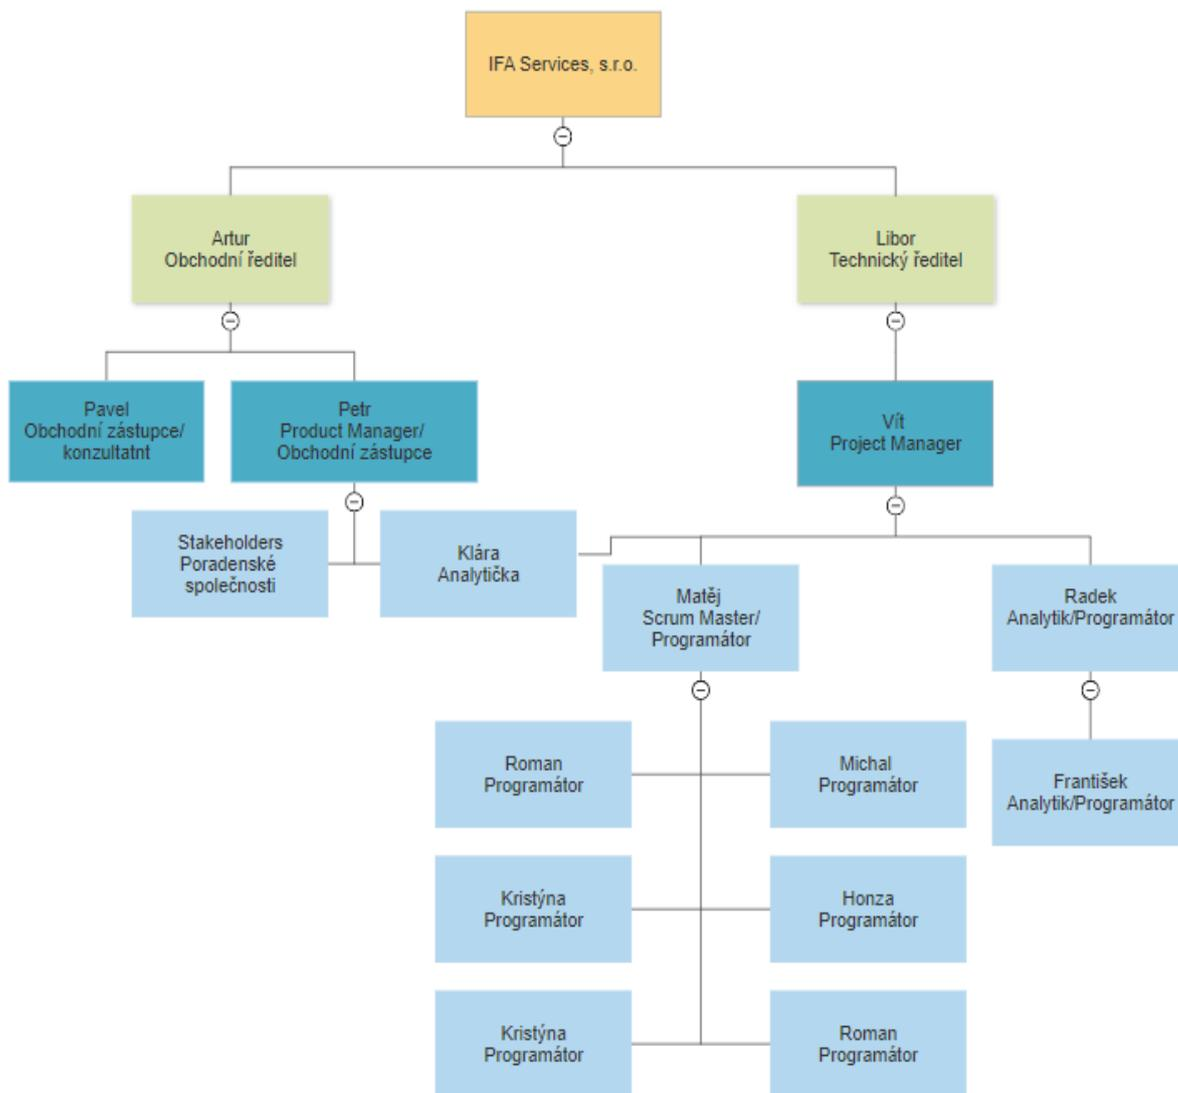 IFA Services, s.r.o.
Artur
Obchodní ředitel
Libor
Technický ředitel
Pavel
Obchodní zástupce/
konzultatnt
Petr
Product Manager/
Obchodní zástupce
Vít
Project Manager
Stakeholders
Poradenské
společnosti
Klára
Analytička
Matěj
Scrum Master/
Programátor
Radek
Analytik/Programátor
Roman
Programátor
Michal
Programátor
František
Analytik/Programátor
Kristýna
Programátor
Honza
Programátor
Kristýna
Programátor
Roman
Programátor